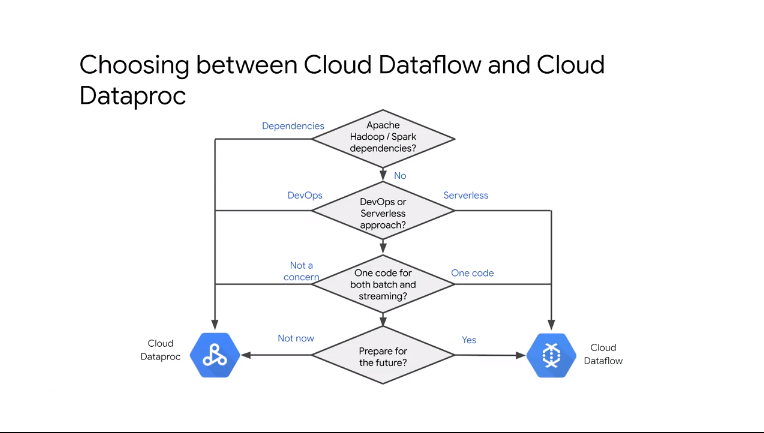 Choosing between Cloud Dataflow and Cloud
Dataproc
Dependencies
Apache
Hadoop / Spark
dependencies?
No
DevOps
DevOps or
Serverless
approach?
Serverless
Not a
concern
One code for
both batch and
streaming?
One code
Cloud
Dataproc
Not now
Prepare for
the future?
Yes
Cloud
Dataflow